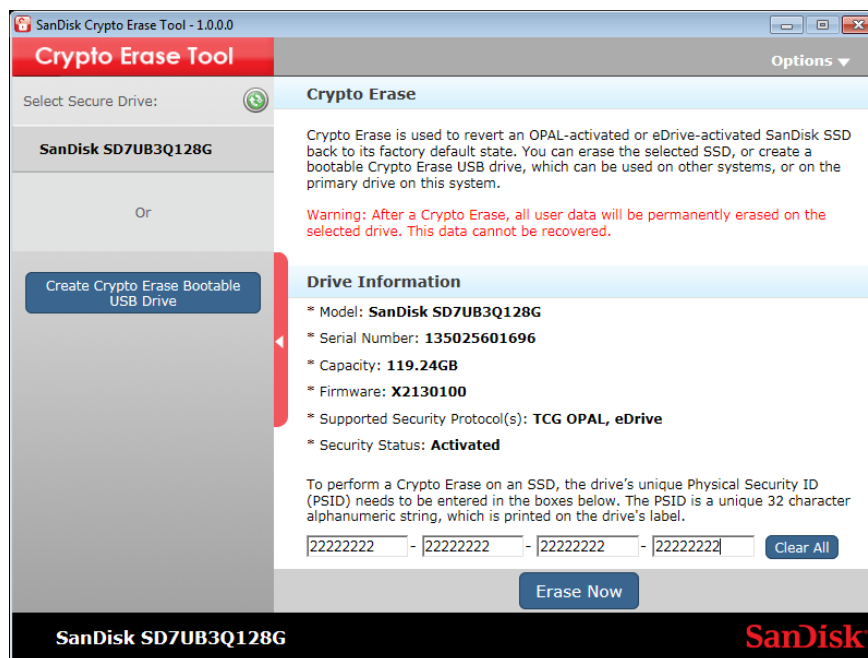 SanDisk Crypto Erase Tool - 1.0.0.0
Crypto Erase Tool
Options
Select Secure Drive:
SanDisk SD7UB3Q128G
Or
Create Crypto Erase Bootable
USB Drive
Crypto Erase
Crypto Erase is used to revert an OPAL-activated or eDrive-activated SanDisk SSD
back to its factory default state. You can erase the selected SSD, or create a
bootable Crypto Erase USB drive, which can be used on other systems, or on the
primary drive on this system.
Warning: After a Crypto Erase, all user data will be permanently erased on the
selected drive. This data cannot be recovered.
Drive Information
* Model: SanDisk SD7UB3Q128G
* Serial Number: 135025601696
* Capacity: 119.24GB
* Firmware: X2130100
* Supported Security Protocol(s): TCG OPAL, eDrive
* Security Status: Activated
To perform a Crypto Erase on an SSD, the drive's unique Physical Security ID
(PSID) needs to be entered in the boxes below. The PSID is a unique 32 character
alphanumeric string, which is printed on the drive's label.
22222222 - 22222222 - 22222222 - 22222222 Clear All
Erase Now
SanDisk SD7UB3Q128G
SanDisk